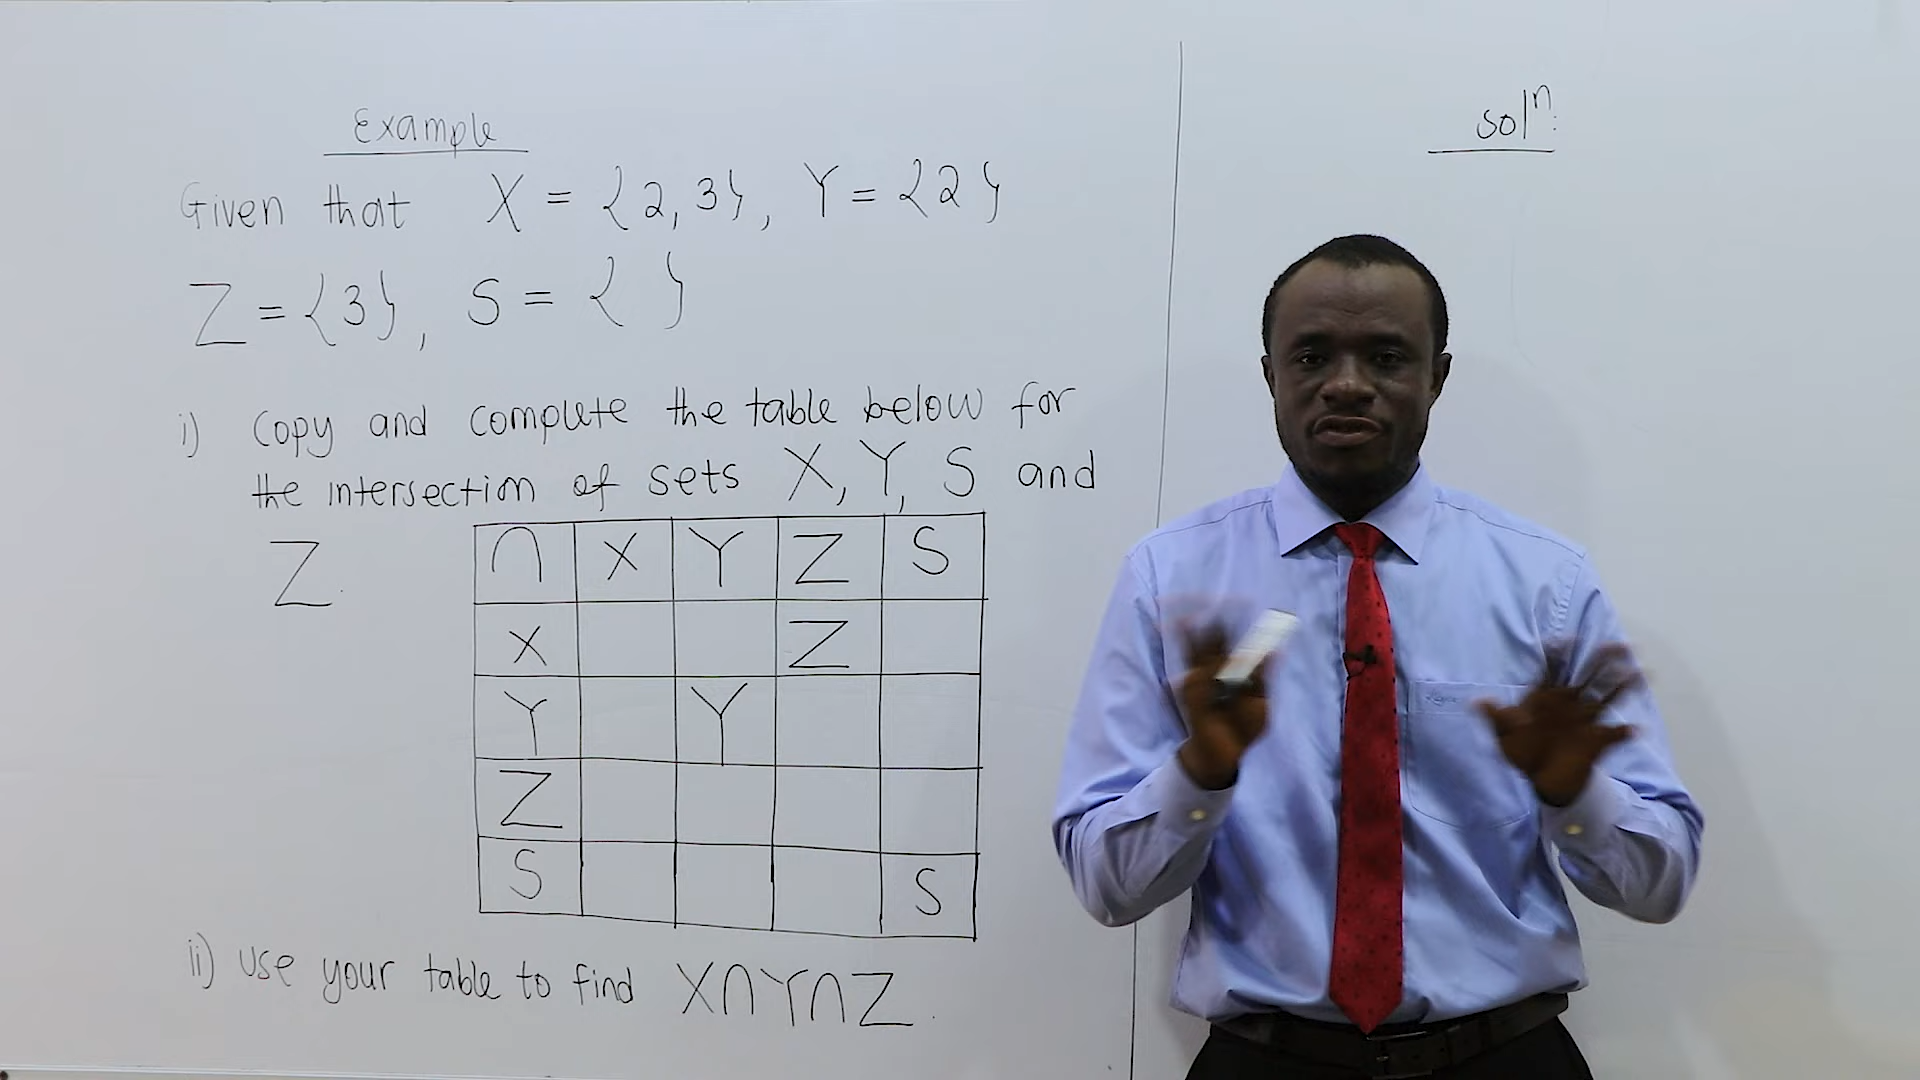 Example
Given that X = {2, 3}, Y = {2}
Z = {3}, S = { }
i) Copy and compute the table below for
the intersection of sets X, Y, S and
Z.
∩ X Y Z S
X Z
Y Y
Z
S S
ii) use your table to find X∩Y∩Z.
solⁿ: